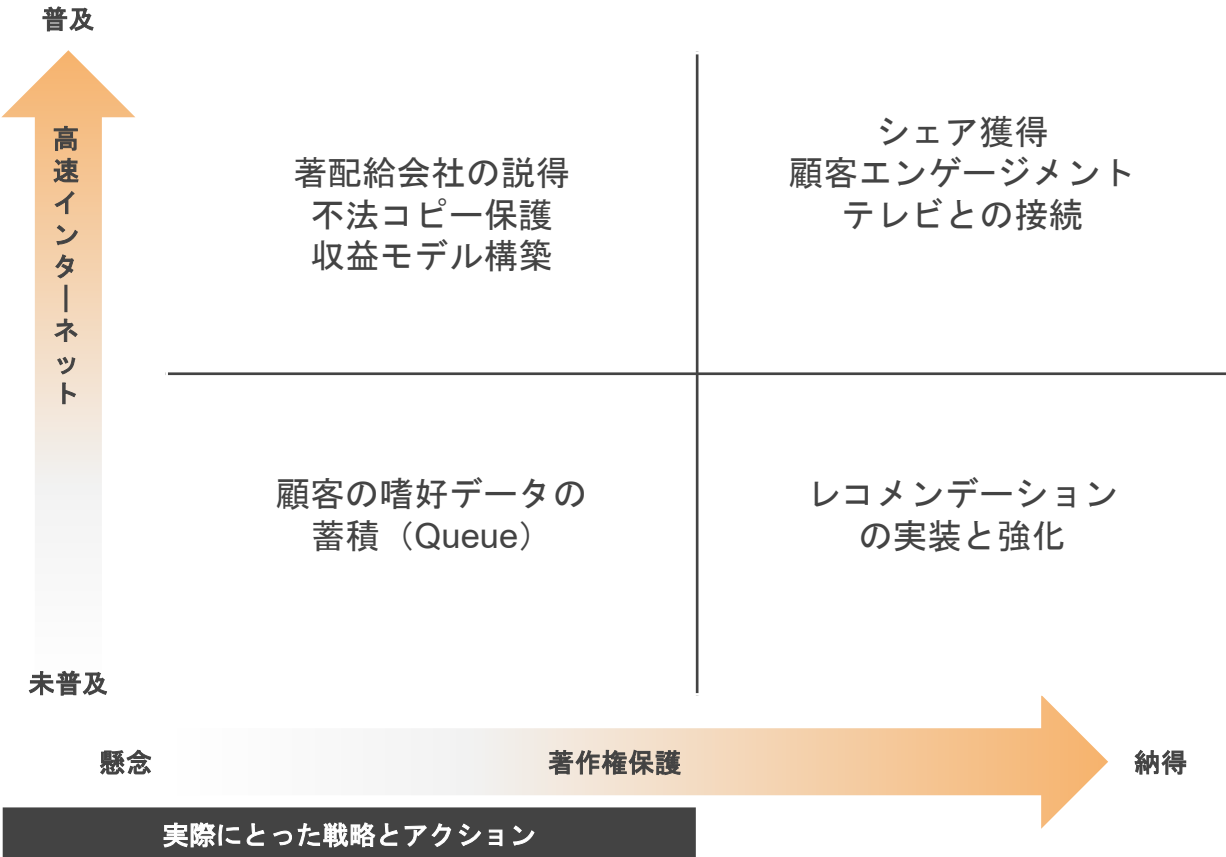 普及
高速インターネット
著配給会社の説得
不法コピー保護
収益モデル構築
シェア獲得
顧客エンゲージメント
テレビとの接続
顧客の嗜好データの
蓄積（Queue）
レコメンデーション
の実装と強化
未普及
懸念
著作権保護
納得
実際にとった戦略とアクション